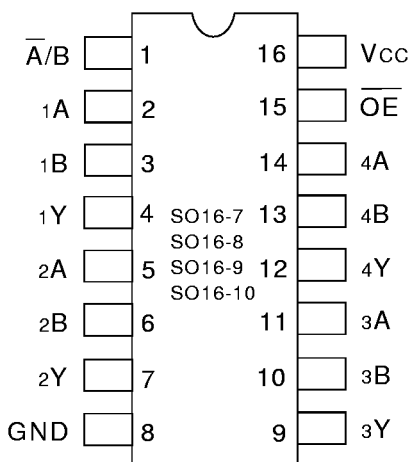 A/B 1 16 Vcc
1A 2 15 OE
1B 3 14 4A
1Y 4 SO16-7 13 4B
SO16-8
2A 5 SO16-9 12 4Y
SO16-10
2B 6 11 3A
2Y 7 10 3B
GND 8 9 3Y